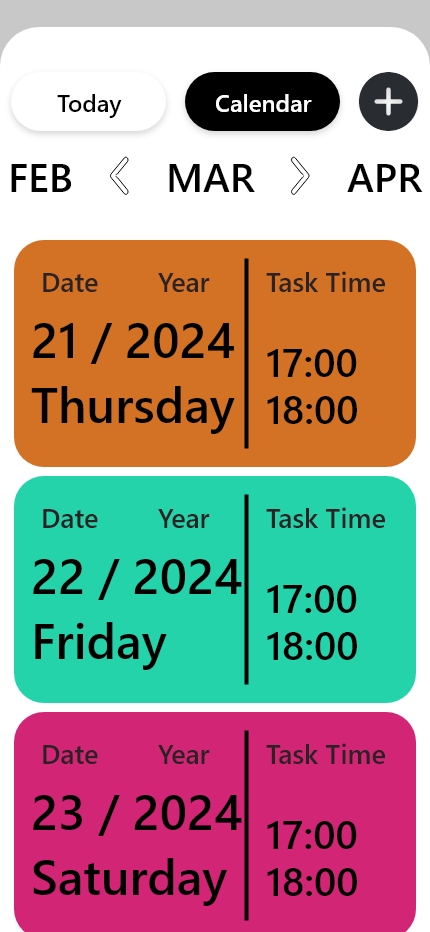 Today Calendar
FEB MAR APR
Date Year Task Time
21 / 2024
Thursday
17:00
18:00
Date Year Task Time
22 / 2024
Friday
17:00
18:00
Date Year Task Time
23 / 2024
Saturday
17:00
18:00